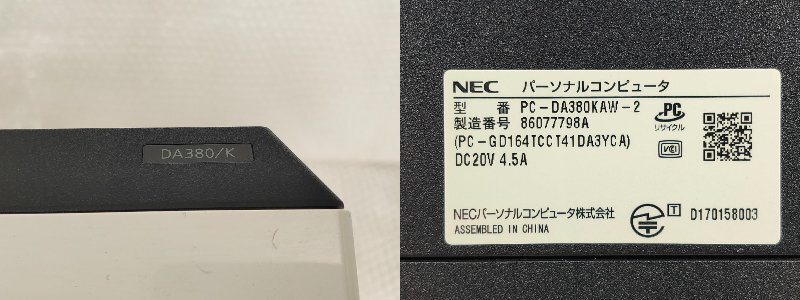 DA380/K
NEC パーソナルコンピュータ
型 番 PC-DA380KAW-2
製造番号 86077798A
(PC-GD164TCCT41DA3YCA)
DC20V 4.5A
PC
リサイクル
VCI
NECパーソナルコンピュータ株式会社
ASSEMBLED IN CHINA
T D170158003